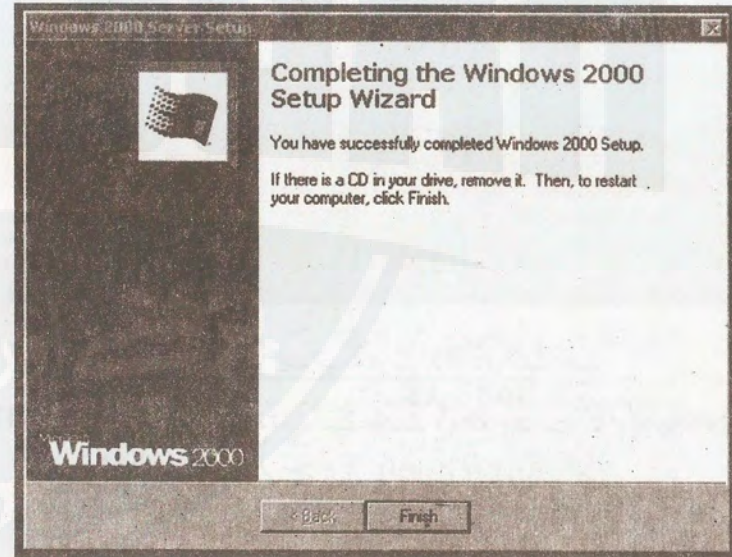 Windows 2000 Server Setup
Completing the Windows 2000
Setup Wizard
You have successfully completed Windows 2000 Setup.
If there is a CD in your drive, remove it. Then, to restart
your computer, click Finish.
Windows 2000
< Back
Finish